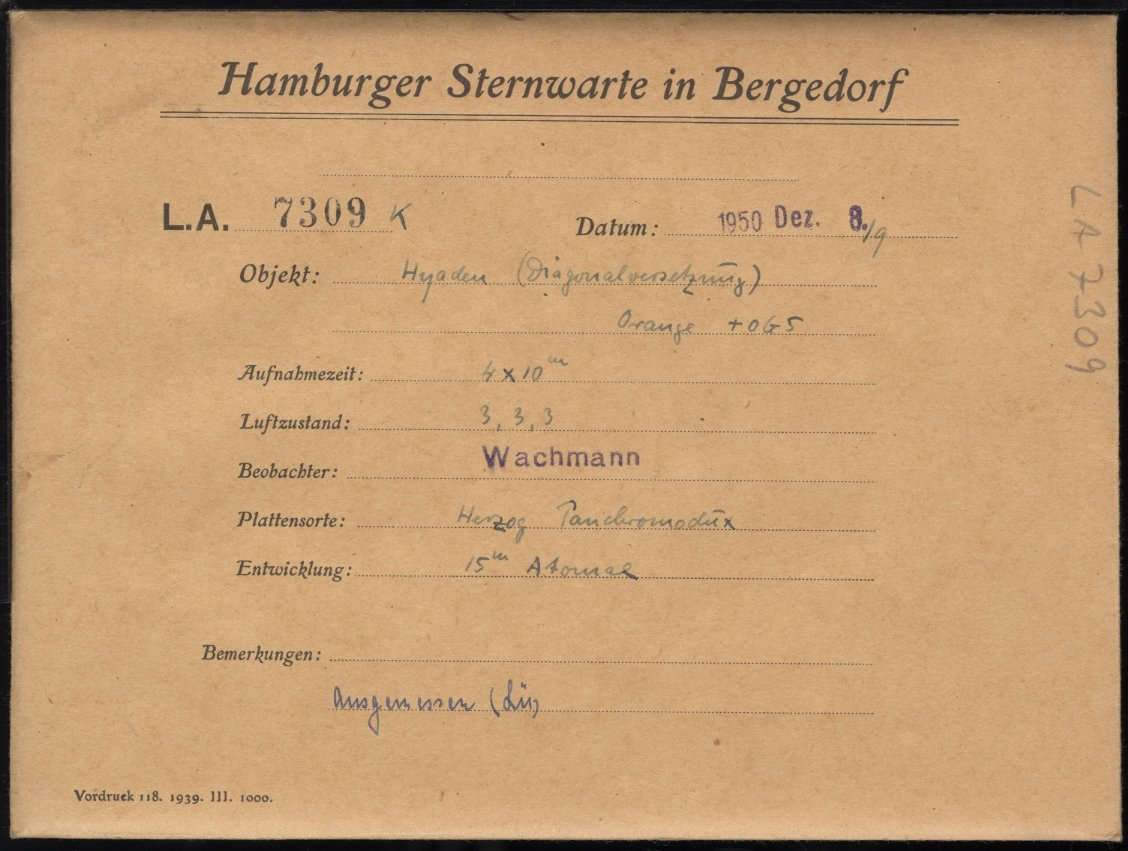 Hamburger Sternwarte in Bergedorf
L.A. 7309 K Datum: 1950 Dez. 8./9
Objekt: Hyaden (Diagonalversetzung)
Orange + OG5
Aufnahmezeit: 4 x 10ᵐ
Luftzustand: 3, 3, 3
Beobachter: Wachmann
Plattensorte: Herzog Panchromodux
Entwicklung: 15ᵐ Atomal
Bemerkungen:
Ausgemessen (Lü)
Vordruck 118. 1939. III. 1000.
LA 7309